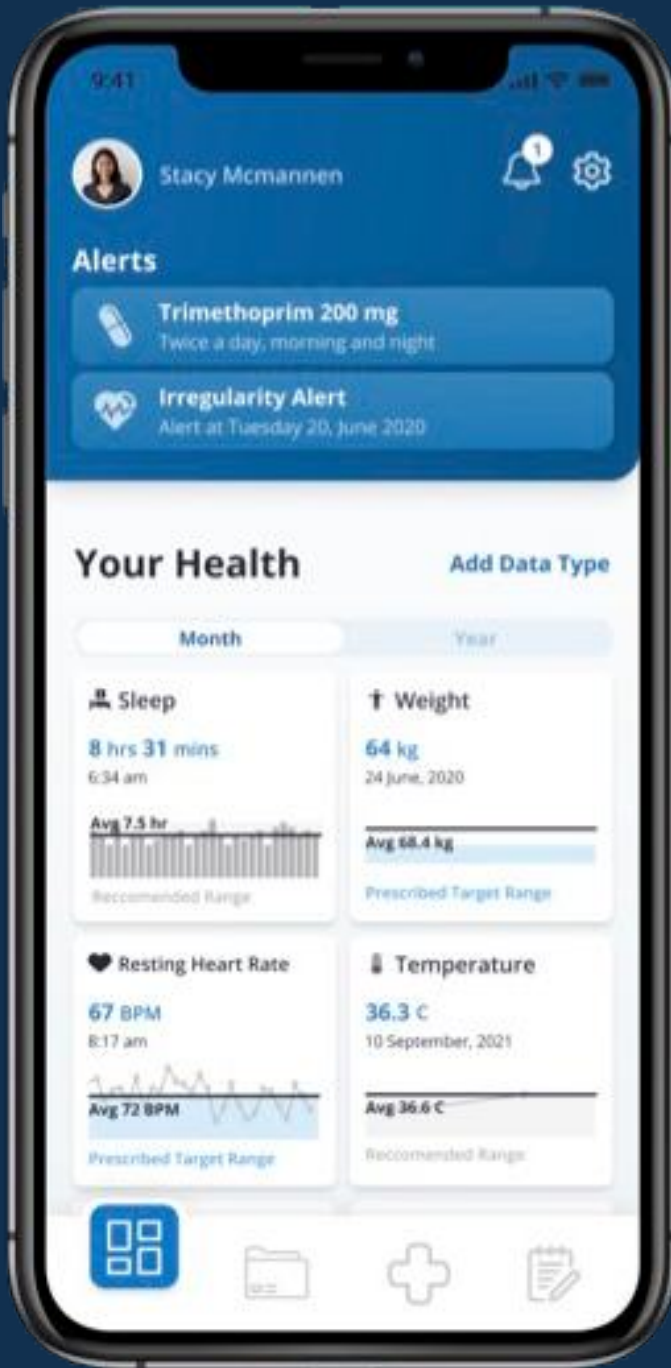 9:41
1
Stacy Mcmannen
Alerts
Trimethoprim 200 mg
Twice a day, morning and night
Irregularity Alert
Alert at Tuesday 20, June 2020
Your Health
Add Data Type
Month
Year
Sleep
8 hrs 31 mins
6:34 am
Avg 7.5 hr
Reccomended Range
Weight
64 kg
24 June, 2020
Avg 68.4 kg
Prescribed Target Range
Resting Heart Rate
67 BPM
8:17 am
Avg 72 BPM
Prescribed Target Range
Temperature
36.3 C
10 September, 2021
Avg 36.6 C
Reccomended Range